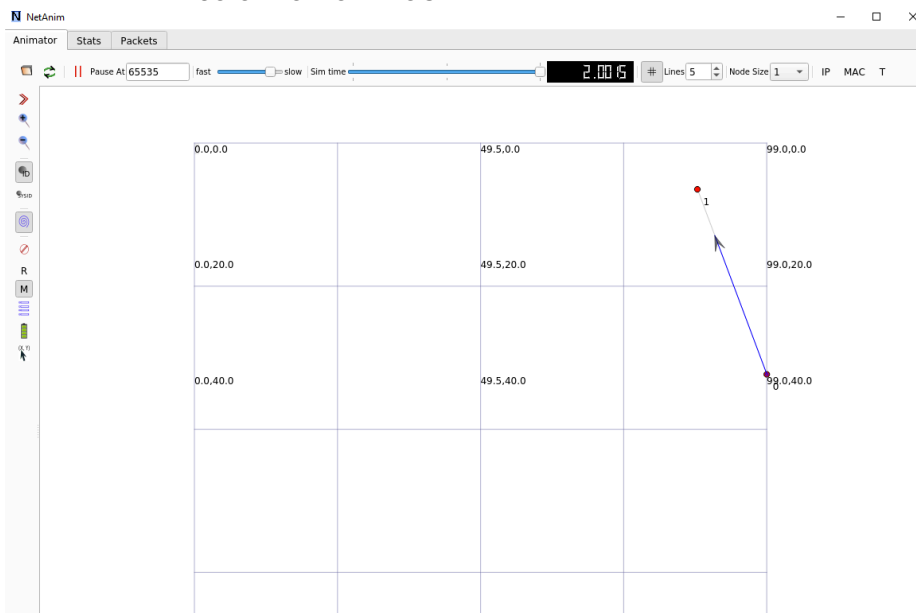 NetAnim
Animator Stats Packets
Pause At 65535 fast slow Sim time 2.0015 Lines 5 Node Size 1 IP MAC T
ID
SYSID
R
M
(X,Y)
0.0,0.0 49.5,0.0 99.0,0.0
1
0.0,20.0 49.5,20.0 99.0,20.0
0.0,40.0 49.5,40.0 99.0,40.0
0